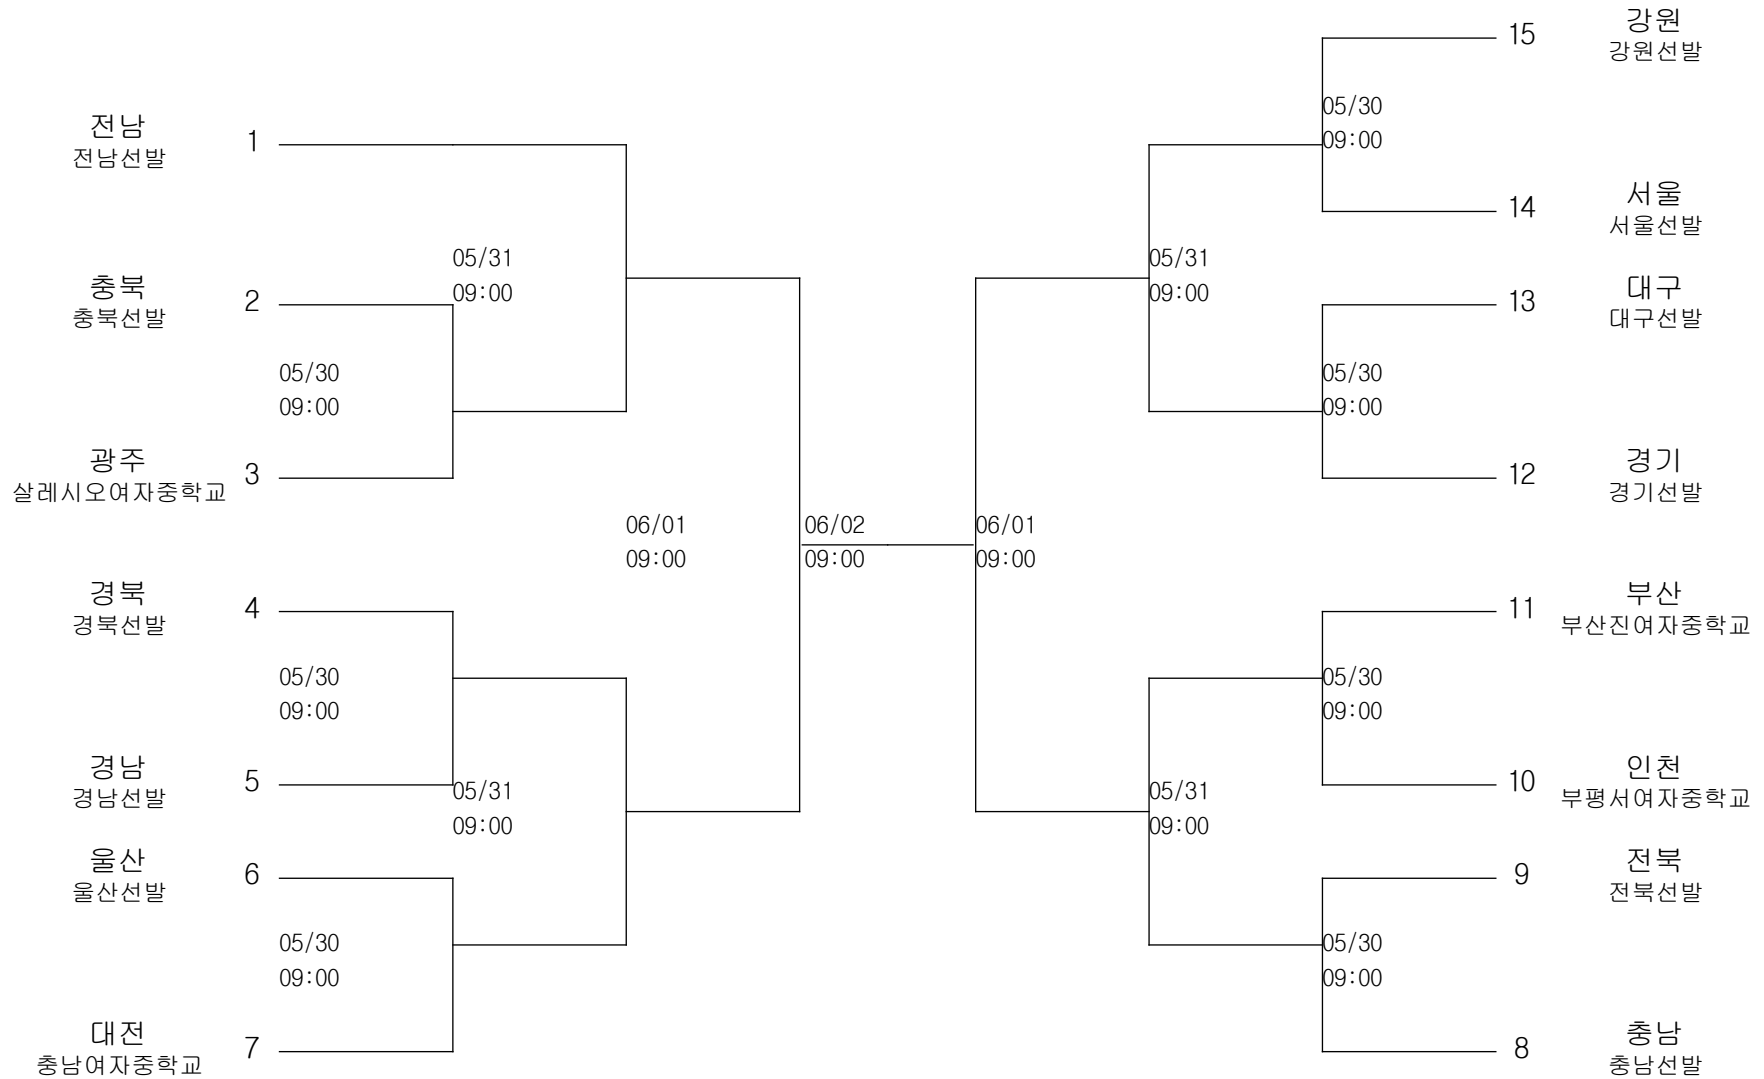 전남
전남선발
1
충북
충북선발
2
05/31
09:00
05/30
09:00
광주
살레시오여자중학교
3
06/01
09:00
경북
경북선발
4
05/30
09:00
경남
경남선발
5
05/31
09:00
울산
울산선발
6
05/30
09:00
대전
충남여자중학교
7
06/02
09:00
15
강원
강원선발
05/30
09:00
14
서울
서울선발
05/31
09:00
13
대구
대구선발
05/30
09:00
12
경기
경기선발
06/01
09:00
11
부산
부산진여자중학교
05/30
09:00
10
인천
부평서여자중학교
05/31
09:00
9
전북
전북선발
05/30
09:00
8
충남
충남선발